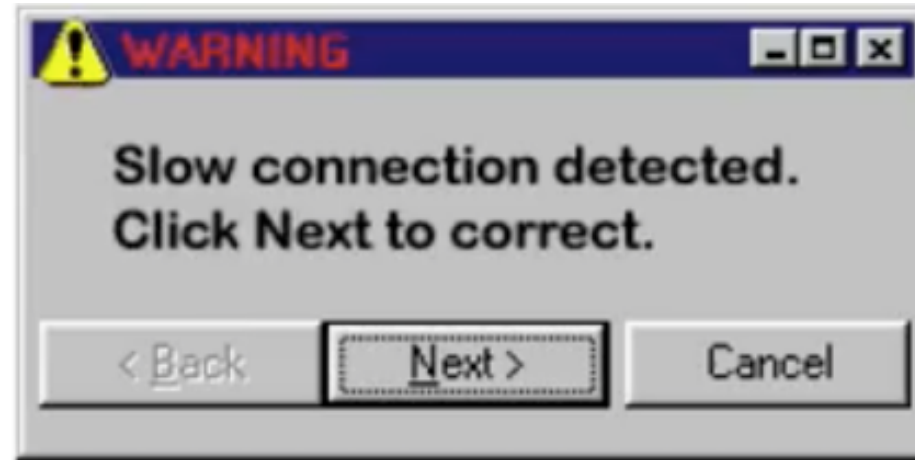 WARNING
Slow connection detected.
Click Next to correct.
< Back Next > Cancel